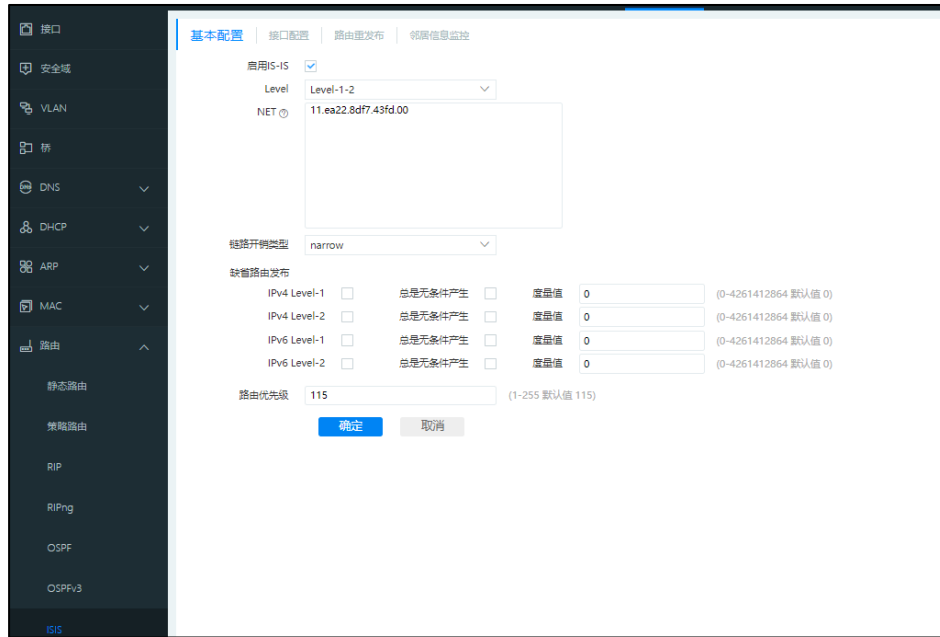 接口
安全域
VLAN
桥
DNS
DHCP
ARP
MAC
路由
静态路由
策略路由
RIP
RIPng
OSPF
OSPFv3
ISIS
基本配置 接口配置 路由重发布 邻居信息监控
启用IS-IS
Level Level-1-2
NET 11.ea22.8df7.43fd.00
链路开销类型 narrow
缺省路由发布
IPv4 Level-1 总是无条件产生 度量值 0 (0-4261412864 默认值 0)
IPv4 Level-2 总是无条件产生 度量值 0 (0-4261412864 默认值 0)
IPv6 Level-1 总是无条件产生 度量值 0 (0-4261412864 默认值 0)
IPv6 Level-2 总是无条件产生 度量值 0 (0-4261412864 默认值 0)
路由优先级 115 (1-255 默认值 115)
确定 取消